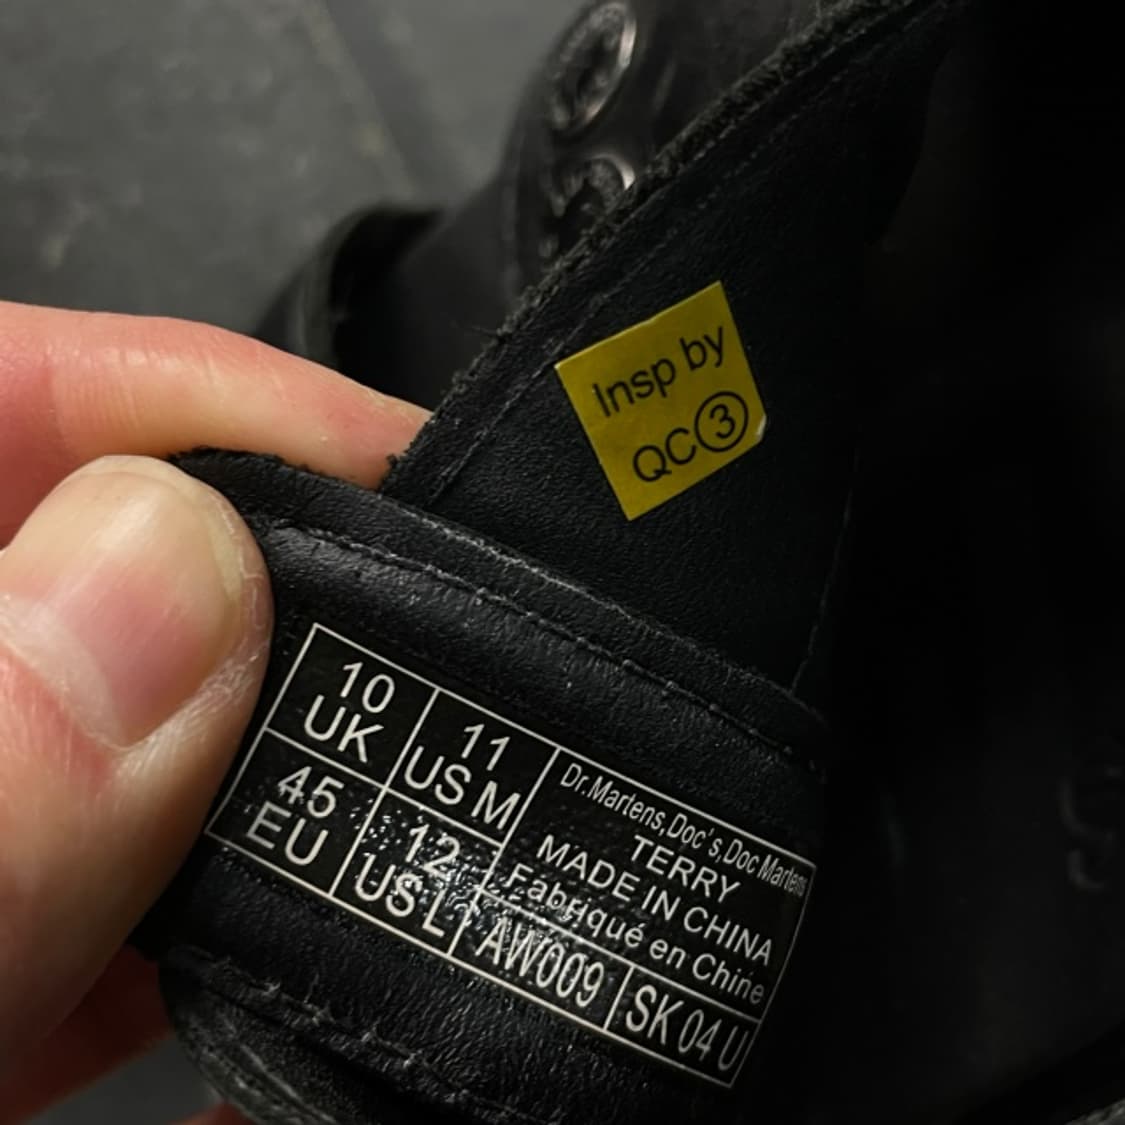 Insp by
QC③
10
UK
11
US M
45
EU
12
US L
Dr.Martens,Doc's,Doc Martens
TERRY
MADE IN CHINA
Fabriqué en Chine
AW009
SK 04 U